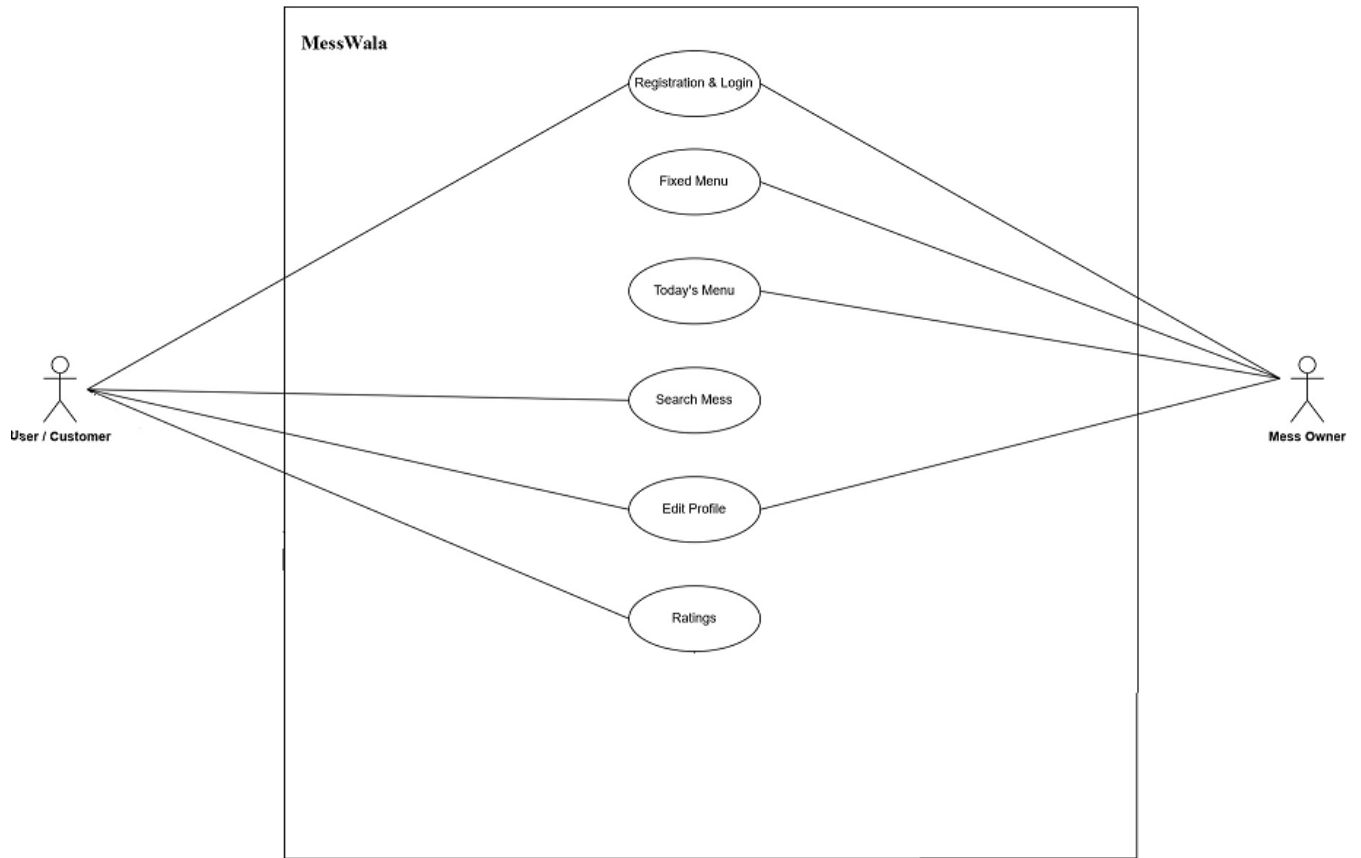 MessWala
Registration & Login
Fixed Menu
Today's Menu
Search Mess
User / Customer
Mess Owner
Edit Profile
Ratings